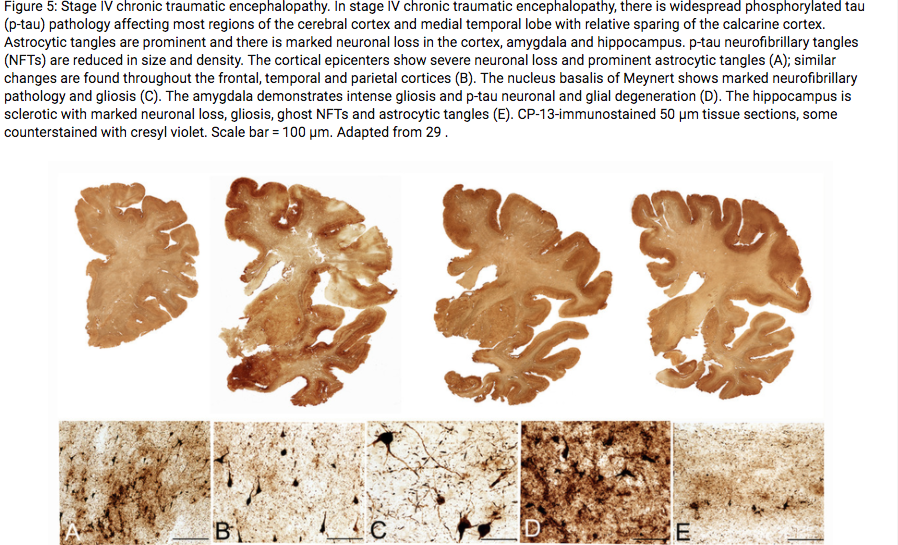 Figure 5: Stage IV chronic traumatic encephalopathy. In stage IV chronic traumatic encephalopathy, there is widespread phosphorylated tau
(p-tau) pathology affecting most regions of the cerebral cortex and medial temporal lobe with relative sparing of the calcarine cortex.
Astrocytic tangles are prominent and there is marked neuronal loss in the cortex, amygdala and hippocampus. p-tau neurofibrillary tangles
(NFTs) are reduced in size and density. The cortical epicenters show severe neuronal loss and prominent astrocytic tangles (A); similar
changes are found throughout the frontal, temporal and parietal cortices (B). The nucleus basalis of Meynert shows marked neurofibrillary
pathology and gliosis (C). The amygdala demonstrates intense gliosis and p-tau neuronal and glial degeneration (D). The hippocampus is
sclerotic with marked neuronal loss, gliosis, ghost NFTs and astrocytic tangles (E). CP-13-immunostained 50 μm tissue sections, some
counterstained with cresyl violet. Scale bar = 100 μm. Adapted from 29 .
A B C D E